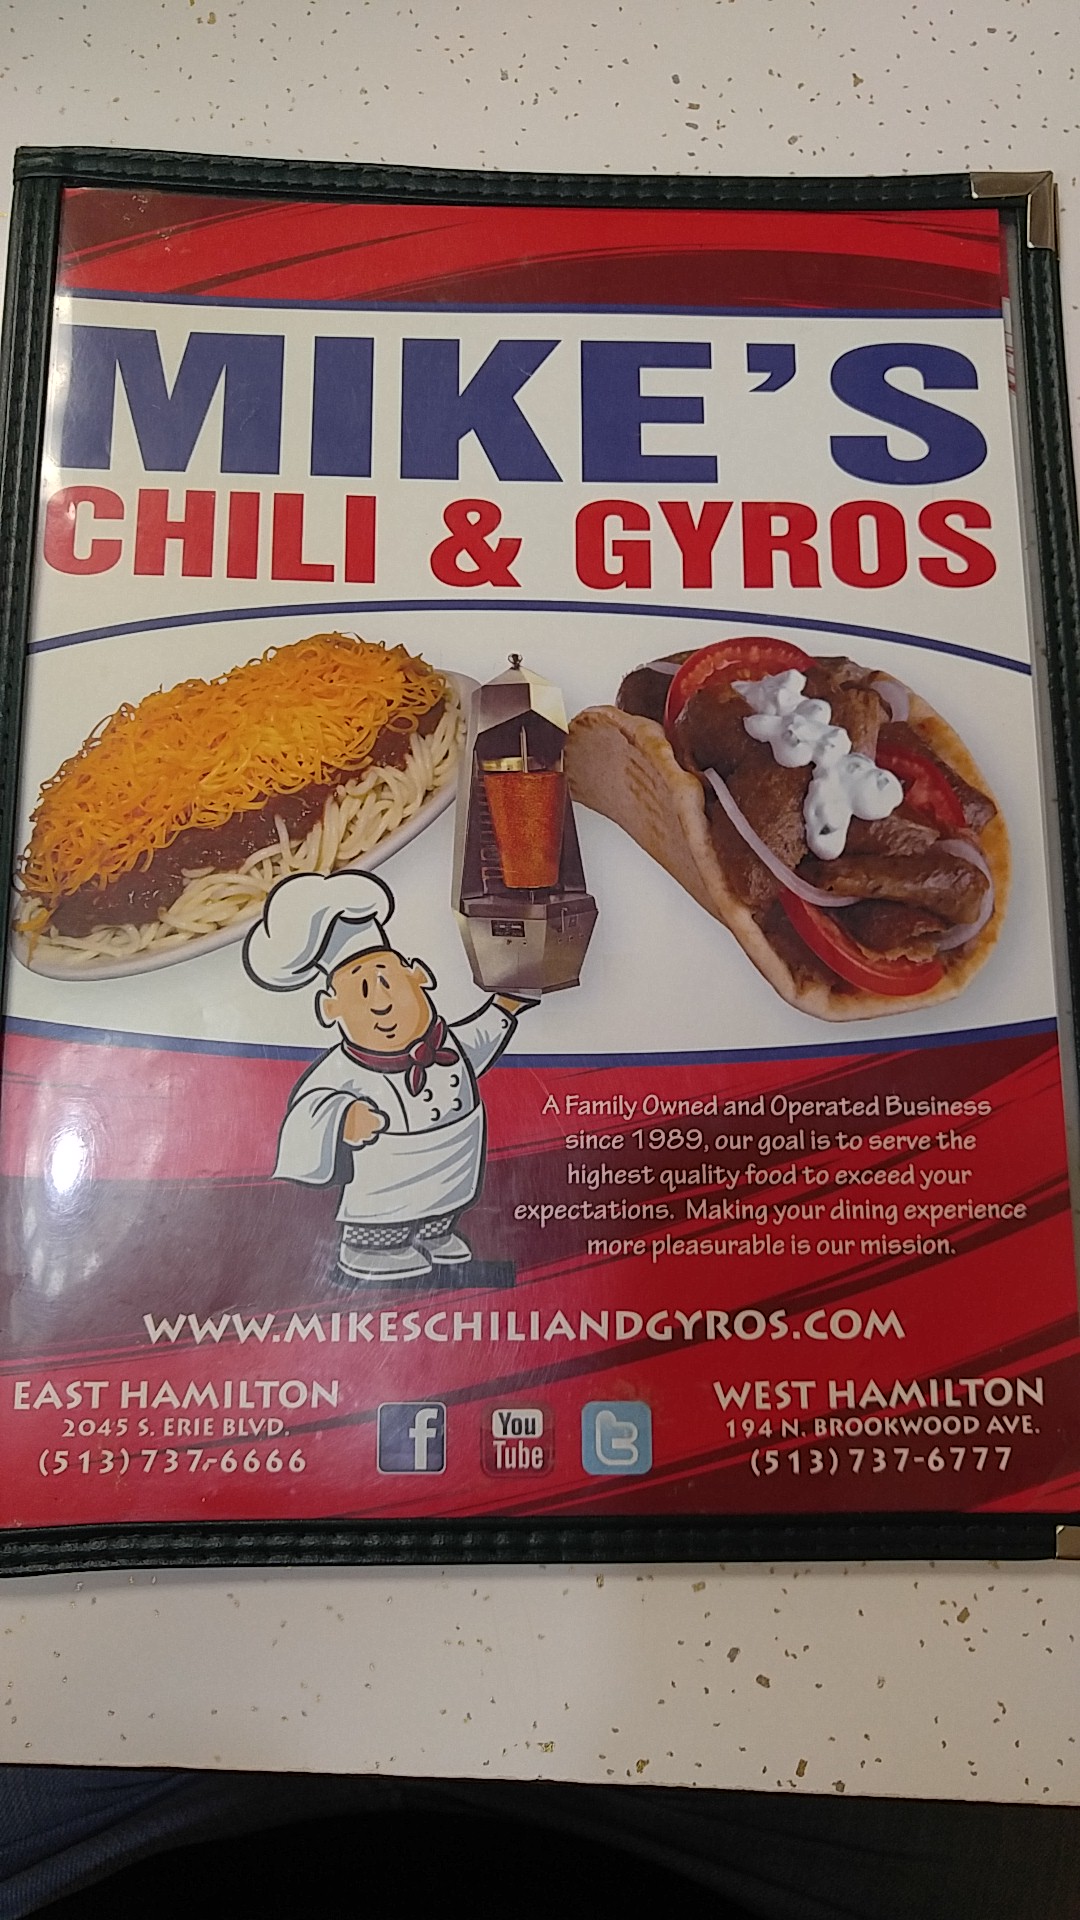 MIKE'S
CHILI & GYROS
A Family Owned and Operated Business
since 1989, our goal is to serve the
highest quality food to exceed your
expectations. Making your dining experience
more pleasurable is our mission.
WWW.MIKESCHILIANDGYROS.COM
EAST HAMILTON
2045 S. ERIE BLVD.
(513) 737-6666
f
You
Tube
t
WEST HAMILTON
194 N. BROOKWOOD AVE.
(513) 737-6777